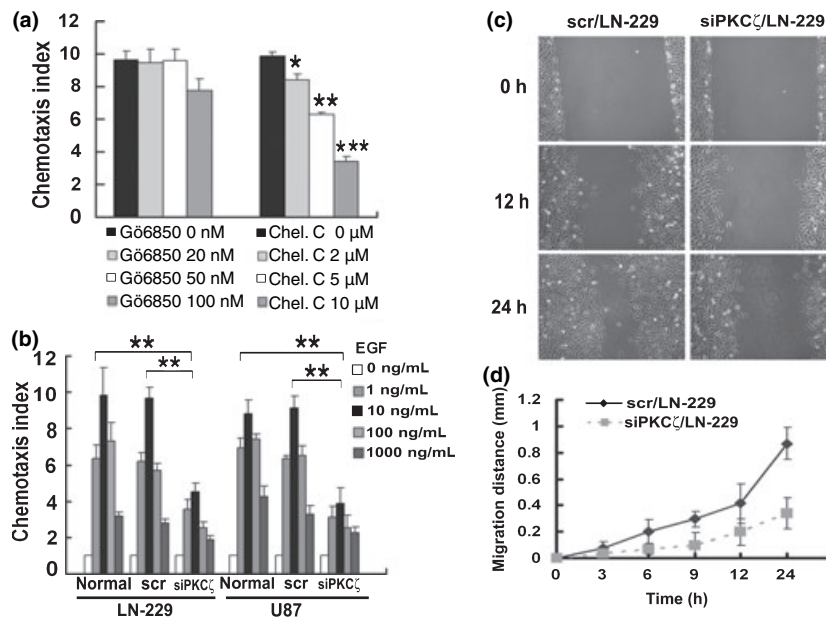 (a)
Chemotaxis index
12
10
8
6
4
2
0
*
**
***
Gö6850 0 nM
Gö6850 20 nM
Gö6850 50 nM
Gö6850 100 nM
Chel. C 0 µM
Chel. C 2 µM
Chel. C 5 µM
Chel. C 10 µM
(b)
Chemotaxis index
12
10
8
6
4
2
0
**
**
**
**
EGF
0 ng/mL
1 ng/mL
10 ng/mL
100 ng/mL
1000 ng/mL
Normal scr siPKCζ Normal scr siPKCζ
LN-229 U87
(c)
scr/LN-229 siPKCζ/LN-229
0 h
12 h
24 h
(d)
Migration distance (mm)
1.2
1
0.8
0.6
0.4
0.2
0
scr/LN-229
siPKCζ/LN-229
0 3 6 9 12 24
Time (h)